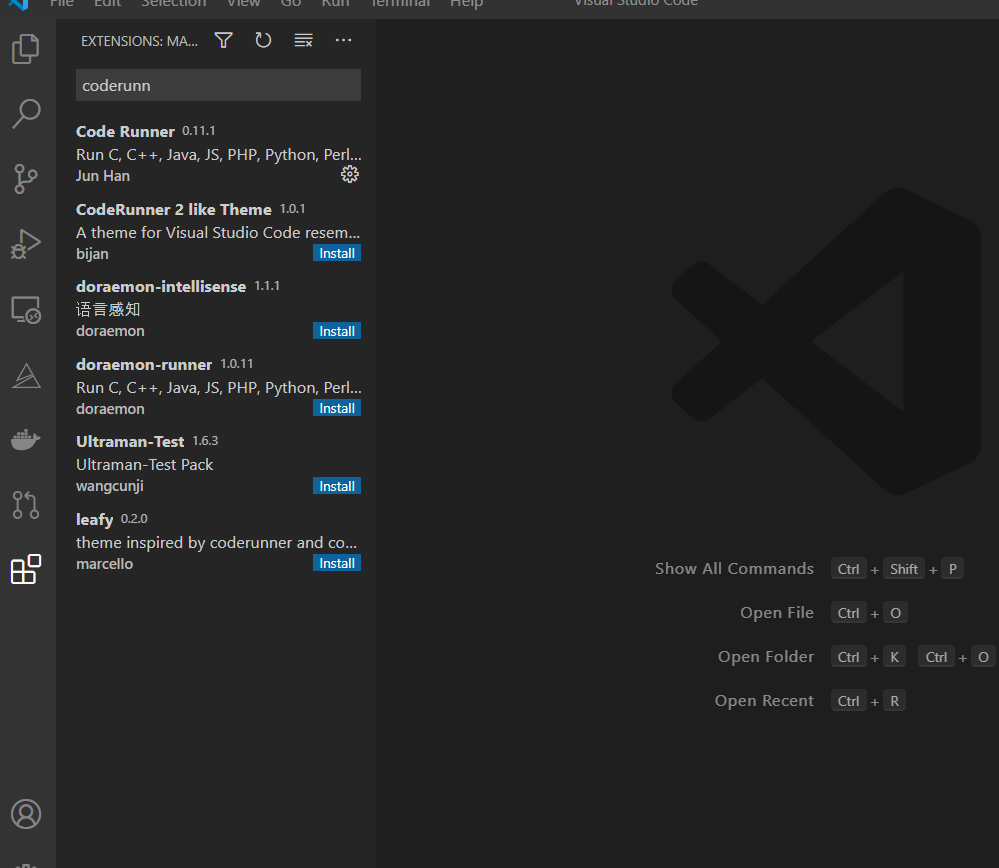 File Edit Selection View Go Run Terminal Help Visual Studio Code
EXTENSIONS: MA...
coderunn
Code Runner 0.11.1
Run C, C++, Java, JS, PHP, Python, Perl...
Jun Han
CodeRunner 2 like Theme 1.0.1
A theme for Visual Studio Code resem...
bijan Install
doraemon-intellisense 1.1.1
语言感知
doraemon Install
doraemon-runner 1.0.11
Run C, C++, Java, JS, PHP, Python, Perl...
doraemon Install
Ultraman-Test 1.6.3
Ultraman-Test Pack
wangcunji Install
leafy 0.2.0
theme inspired by coderunner and co...
marcello Install
Show All Commands Ctrl + Shift + P
Open File Ctrl + O
Open Folder Ctrl + K Ctrl + O
Open Recent Ctrl + R